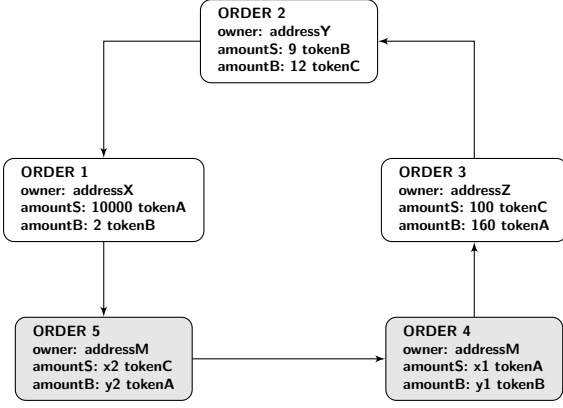 ORDER 2
owner: addressY
amountS: 9 tokenB
amountB: 12 tokenC
ORDER 1
owner: addressX
amountS: 10000 tokenA
amountB: 2 tokenB
ORDER 3
owner: addressZ
amountS: 100 tokenC
amountB: 160 tokenA
ORDER 5
owner: addressM
amountS: x2 tokenC
amountB: y2 tokenA
ORDER 4
owner: addressM
amountS: x1 tokenA
amountB: y1 tokenB